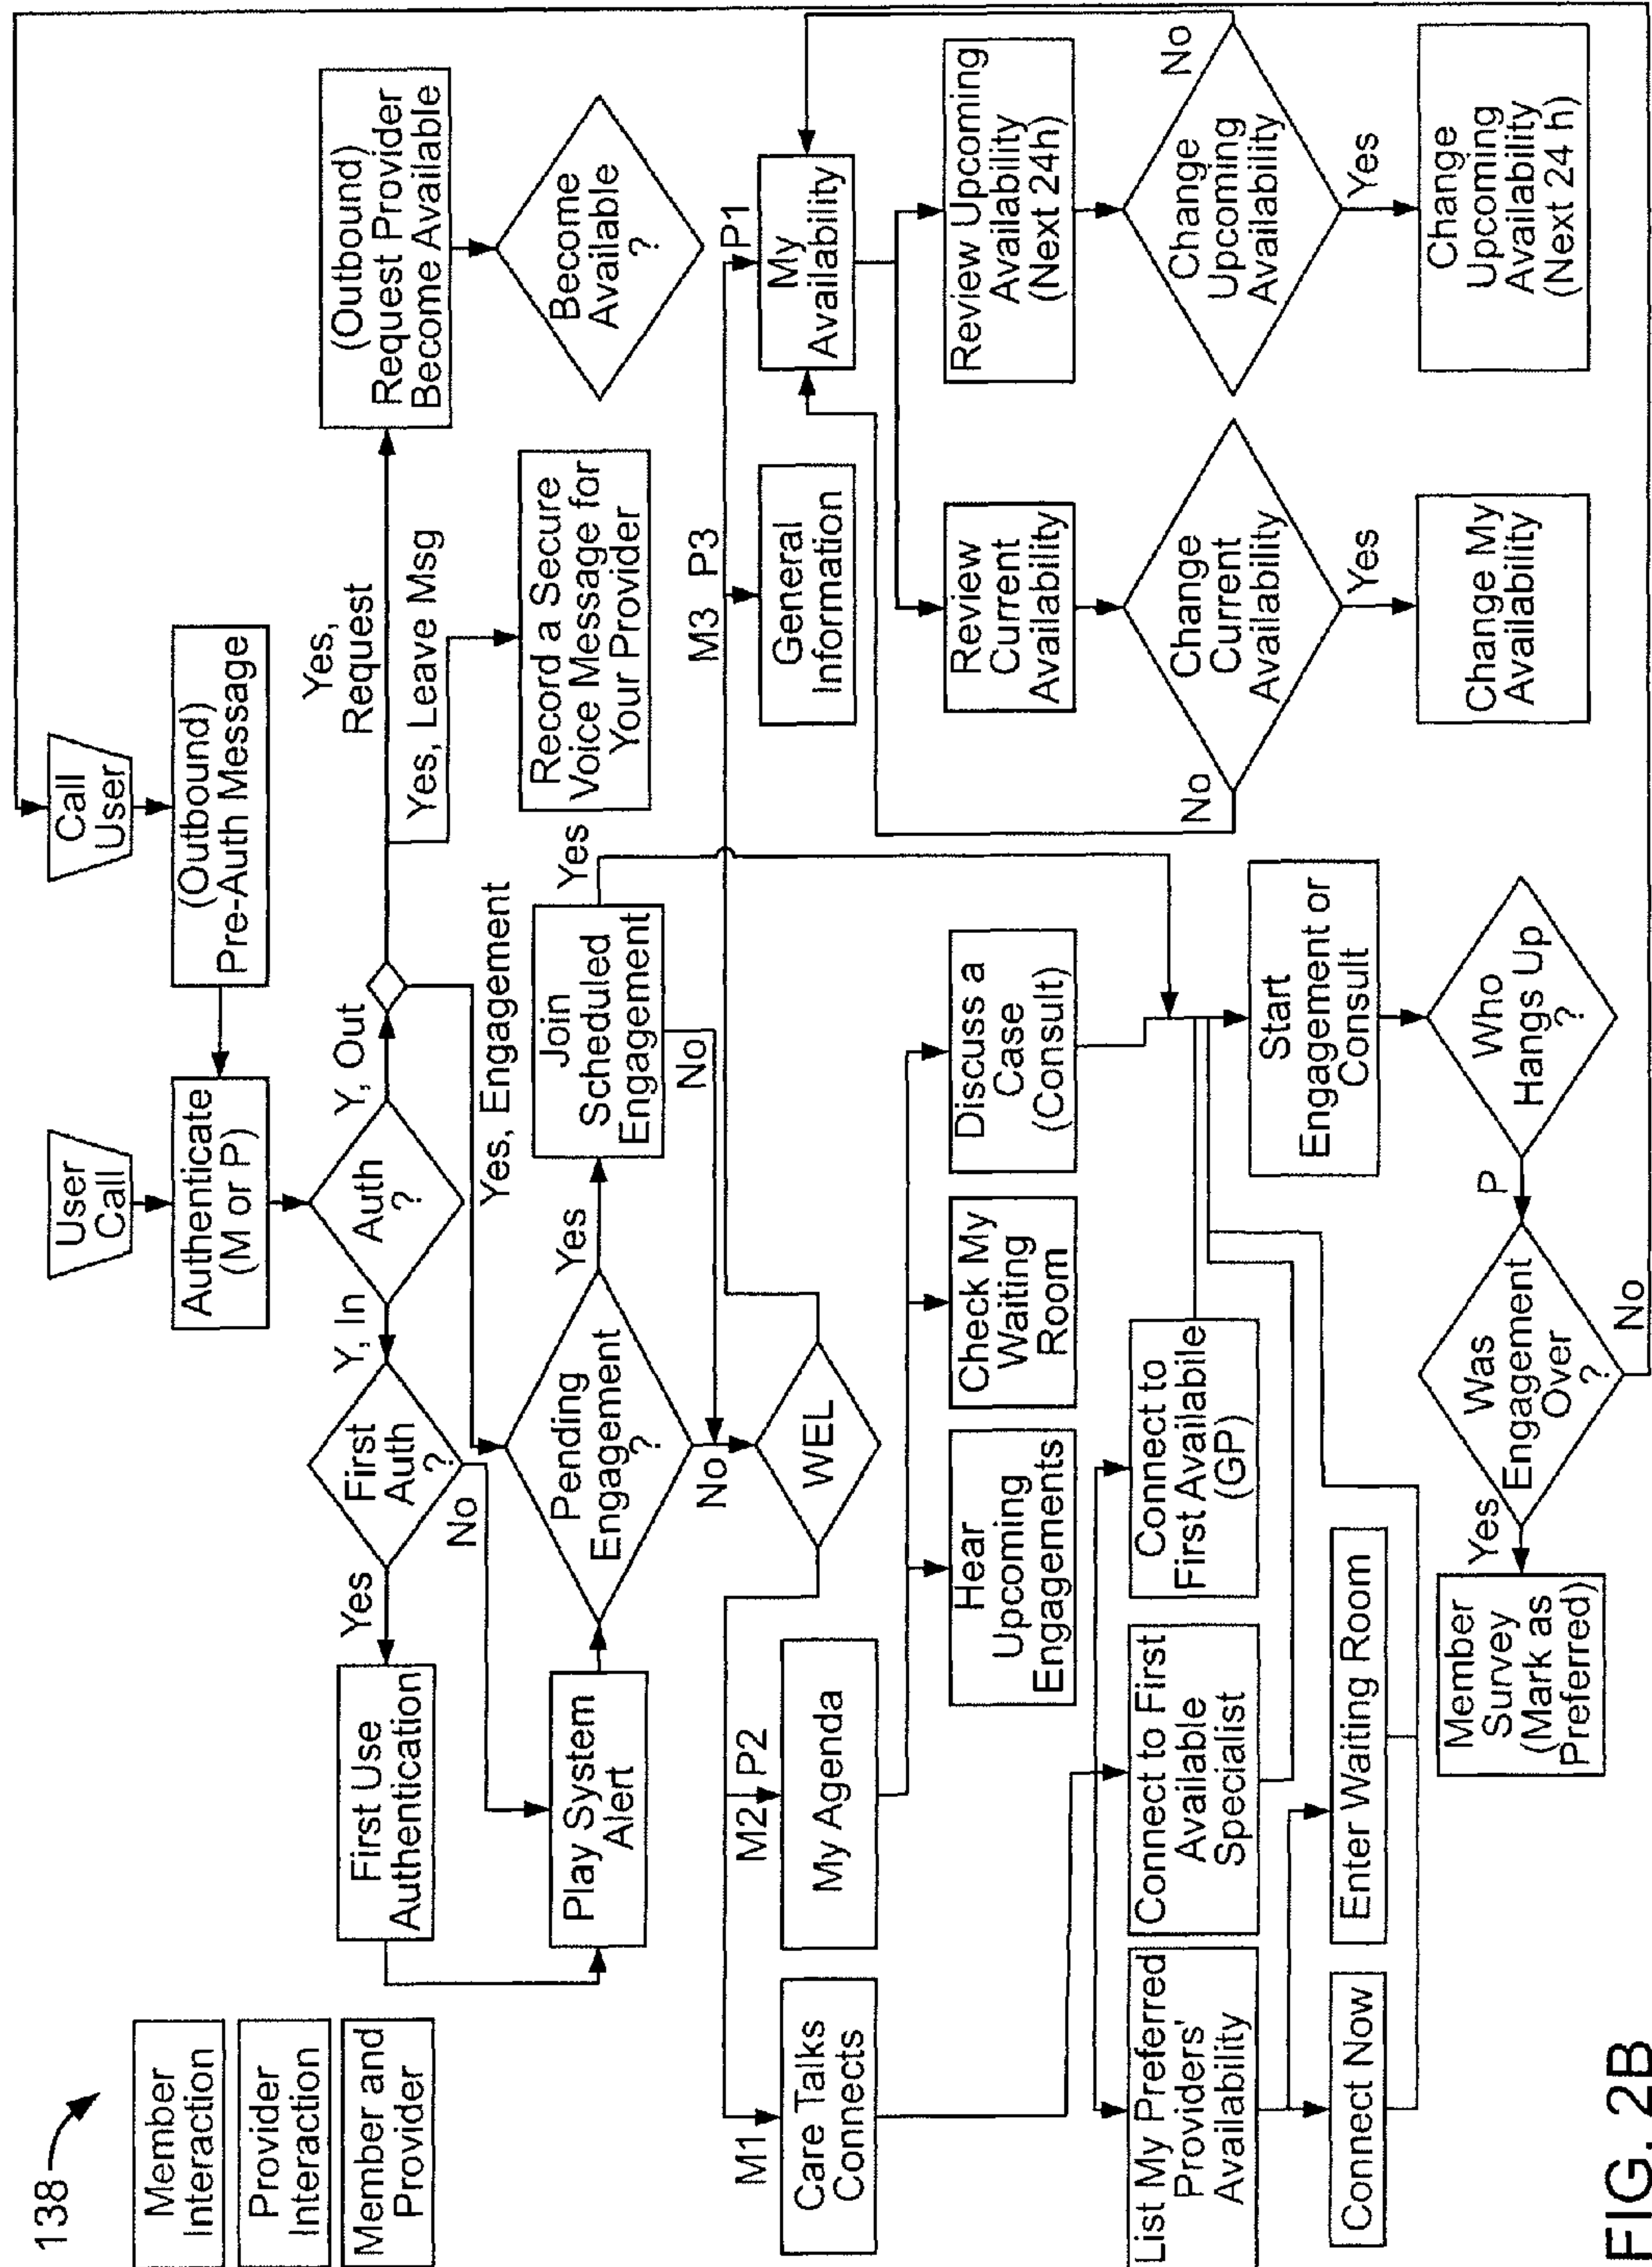 138
Member
Interaction
Provider
Interaction
Member and
Provider
User
Call
Call
User
Authenticate
(M or P)
(Outbound)
Pre-Auth Message
Auth
?
Y, In
Y, Out
First
Auth
?
Yes
No
First Use
Authentication
Yes,
Request
(Outbound)
Request Provider
Become Available
Yes, Leave Msg
Yes, Engagement
Play System
Alert
Pending
Engagement
?
Yes
No
Join
Scheduled
Engagement
Yes
No
Record a Secure
Voice Message for
Your Provider
Become
Available
?
WEL
M1
M2 P2
M3 P3
P1
Care Talks
Connects
My Agenda
General
Information
My
Availability
Hear
Upcoming
Engagements
Check My
Waiting
Room
Discuss a
Case
(Consult)
Review
Current
Availability
Review Upcoming
Availability
(Next 24h)
List My Preferred
Providers'
Availability
Connect to First
Available
Specialist
Connect to
First Availabile
(GP)
Change
Current
Availability
No
Yes
Change
Upcoming
Availability
No
Yes
Connect Now
Enter Waiting Room
Start
Engagement or
Consult
Change My
Availability
Change
Upcoming
Availability
(Next 24 h)
Member
Survey
(Mark as
Preferred)
Yes
Was
Engagement
Over
?
No
P
Who
Hangs Up
?
FIG. 2B